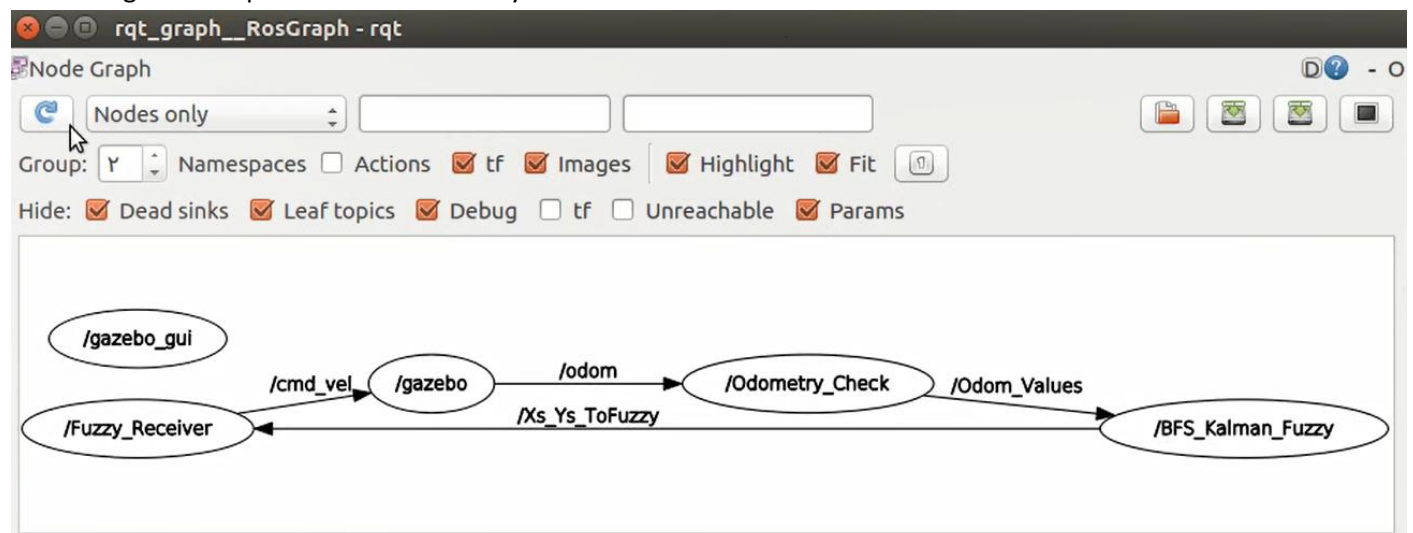 rqt_graph__RosGraph - rqt
Node Graph
D ? - O
Nodes only
Group: ۲ Namespaces Actions tf Images Highlight Fit
Hide: Dead sinks Leaf topics Debug tf Unreachable Params
/gazebo_gui
/cmd_vel /gazebo /odom /Odometry_Check /Odom_Values
/Xs_Ys_ToFuzzy
/Fuzzy_Receiver /BFS_Kalman_Fuzzy